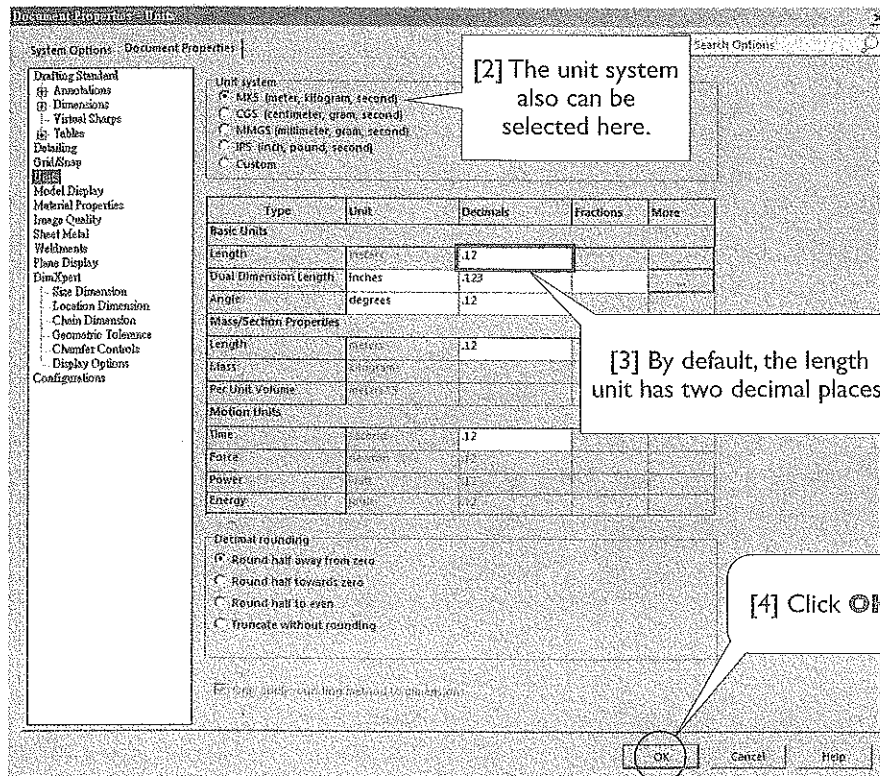 Document Properties - Units
System Options Document Properties
Search Options
Drafting Standard
Annotations
Dimensions
Virtual Sharps
Tables
Detailing
Grid/Snap
Units
Model Display
Material Properties
Image Quality
Sheet Metal
Weldments
Plane Display
DimXpert
Size Dimension
Location Dimension
Chain Dimension
Geometric Tolerance
Chamfer Controls
Display Options
Configurations
Unit system
MKS (meter, kilogram, second)
CGS (centimeter, gram, second)
MMGS (millimeter, gram, second)
IPS (inch, pound, second)
Custom
[2] The unit system
also can be
selected here.
Type Unit Decimals Fractions More
Basic Units
Length meters .12
Dual Dimension Length inches .123
Angle degrees .12
Mass/Section Properties
Length meters .12
Mass
Per Unit Volume
Motion Units
Time .12
Force
Power
Energy
[3] By default, the length
unit has two decimal places
Decimal rounding
Round half away from zero
Round half towards zero
Round half to even
Truncate without rounding
[4] Click
OK Cancel Help